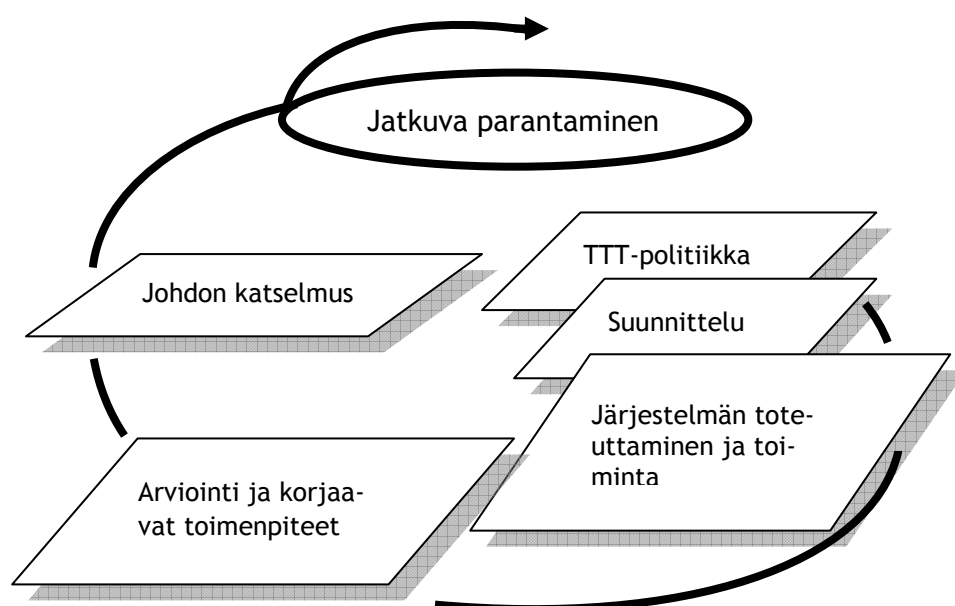 Jatkuva parantaminen
TTT-politiikka
Johdon katselmus
Suunnittelu
Järjestelmän tote-
uttaminen ja toi-
minta
Arviointi ja korjaa-
vat toimenpiteet